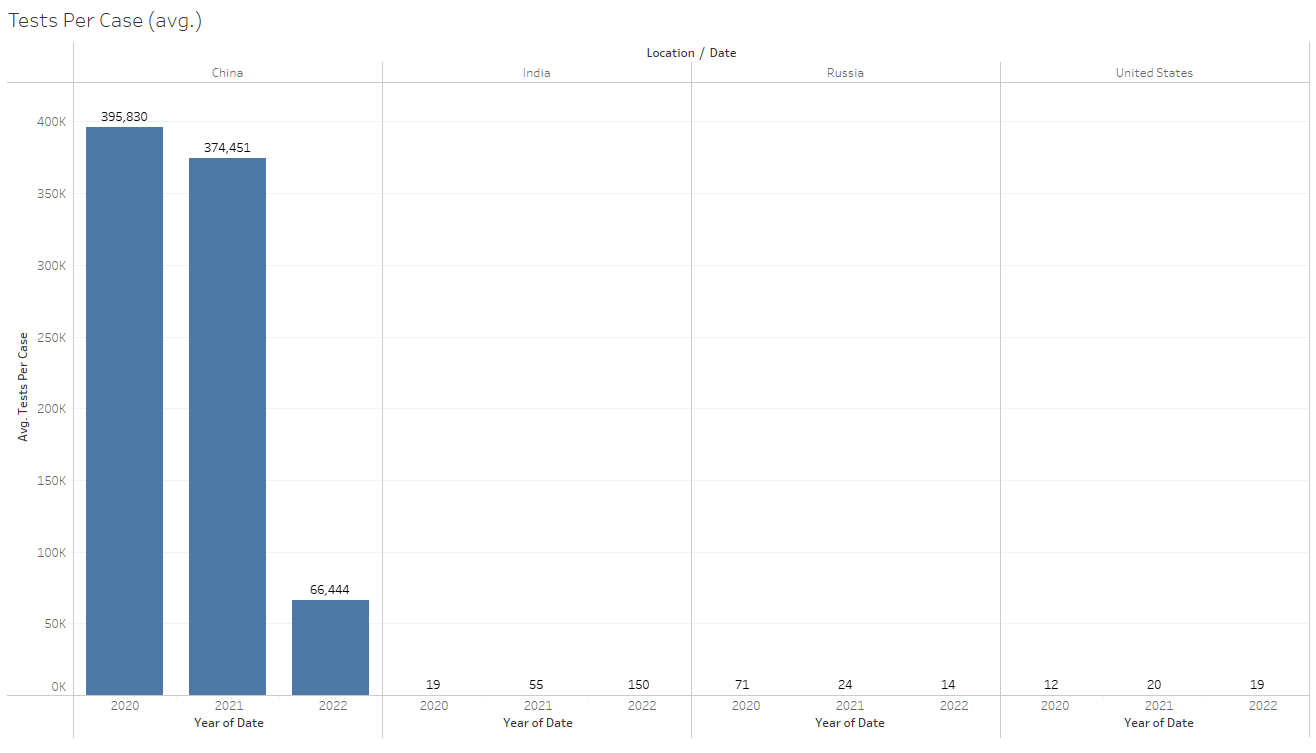 Tests Per Case (avg.)
Location / Date
China India Russia United States
Avg. Tests Per Case
400K
350K
300K
250K
200K
150K
100K
50K
0K
395,830 374,451 66,444 19 55 150 71 24 14 12 20 19
2020 2021 2022 2020 2021 2022 2020 2021 2022 2020 2021 2022
Year of Date Year of Date Year of Date Year of Date